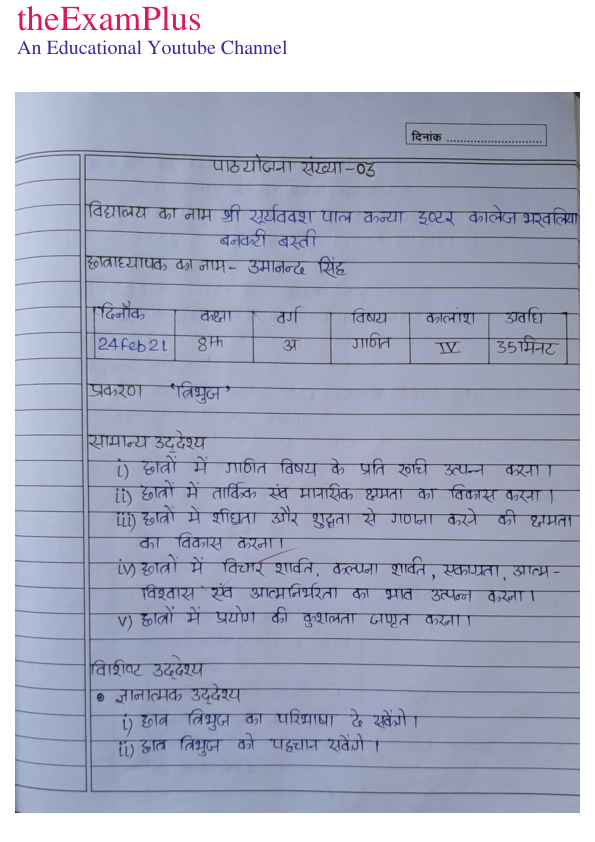 theExamPlus
An Educational Youtube Channel
दिनांक ............................
पाठयोजना संख्या-03
विद्यालय का नाम श्री सूर्यवंश पाल कन्या इण्टर कालेज भरवलिया
बनकटी बस्ती
छात्राध्यापक का नाम- उमानन्द सिंह
दिनाँक कक्षा वर्ग विषय कालांश अवधि
24Feb21 8th अ गणित IV 35मिनट
प्रकरण 'त्रिभुज'
सामान्य उद्देश्य
i) छात्रों में गणित विषय के प्रति रूचि उत्पन्न करना।
ii) छात्रों में तार्किक एंव मानसिक क्षमता का विकास करना।
iii) छात्रों मे शीघ्रता और शुद्धता से गणना करने की क्षमता
का विकास करना।
iv) छात्रों में विचार शक्ति, कल्पना शक्ति, एकाग्रता, आत्म-
विश्वास एंव आत्मनिर्भरता का भाव उत्पन्न करना।
v) छात्रों में प्रयोग की कुशलता जागृत करना।
विशिष्ट उद्देश्य
• ज्ञानात्मक उद्देश्य
i) छात्र त्रिभुज का परिभाषा दे सकेंगे।
ii) छात्र त्रिभुज को पहचान सकेंगे।